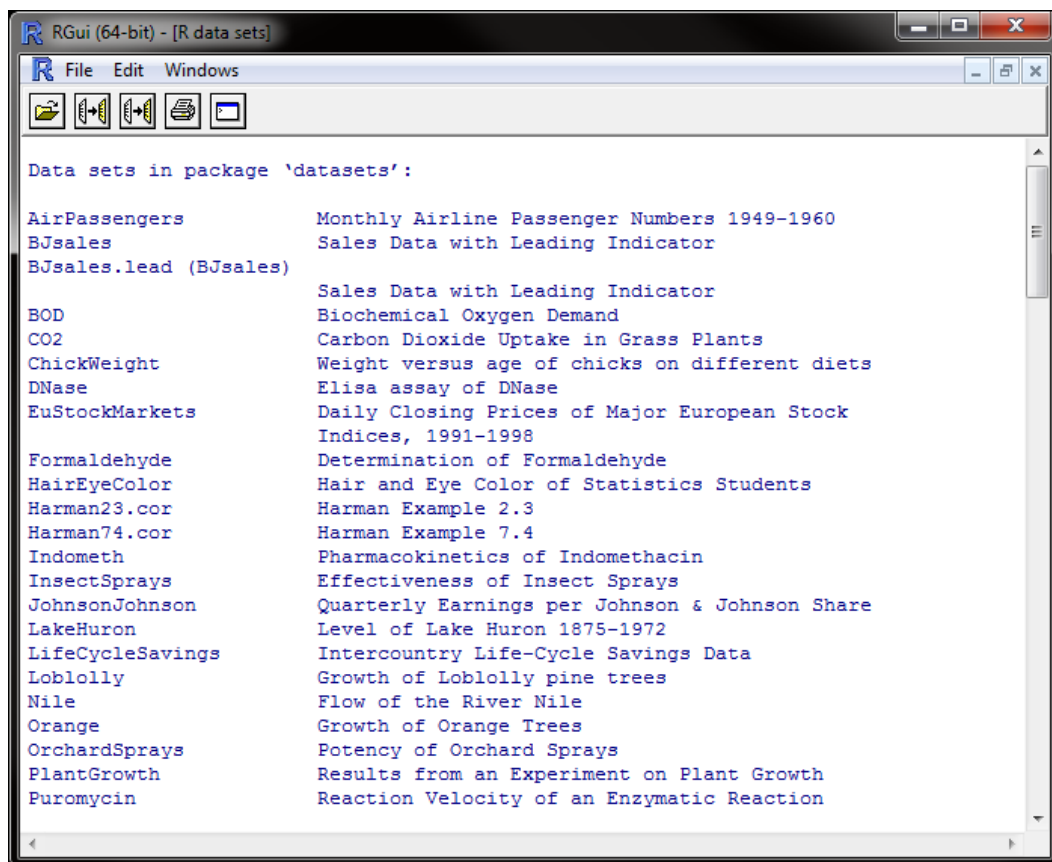 RGui (64-bit) - [R data sets]
File Edit Windows
Data sets in package ‘datasets’:
AirPassengers Monthly Airline Passenger Numbers 1949-1960
BJsales Sales Data with Leading Indicator
BJsales.lead (BJsales)
Sales Data with Leading Indicator
BOD Biochemical Oxygen Demand
CO2 Carbon Dioxide Uptake in Grass Plants
ChickWeight Weight versus age of chicks on different diets
DNase Elisa assay of DNase
EuStockMarkets Daily Closing Prices of Major European Stock
Indices, 1991-1998
Formaldehyde Determination of Formaldehyde
HairEyeColor Hair and Eye Color of Statistics Students
Harman23.cor Harman Example 2.3
Harman74.cor Harman Example 7.4
Indometh Pharmacokinetics of Indomethacin
InsectSprays Effectiveness of Insect Sprays
JohnsonJohnson Quarterly Earnings per Johnson & Johnson Share
LakeHuron Level of Lake Huron 1875-1972
LifeCycleSavings Intercountry Life-Cycle Savings Data
Loblolly Growth of Loblolly pine trees
Nile Flow of the River Nile
Orange Growth of Orange Trees
OrchardSprays Potency of Orchard Sprays
PlantGrowth Results from an Experiment on Plant Growth
Puromycin Reaction Velocity of an Enzymatic Reaction